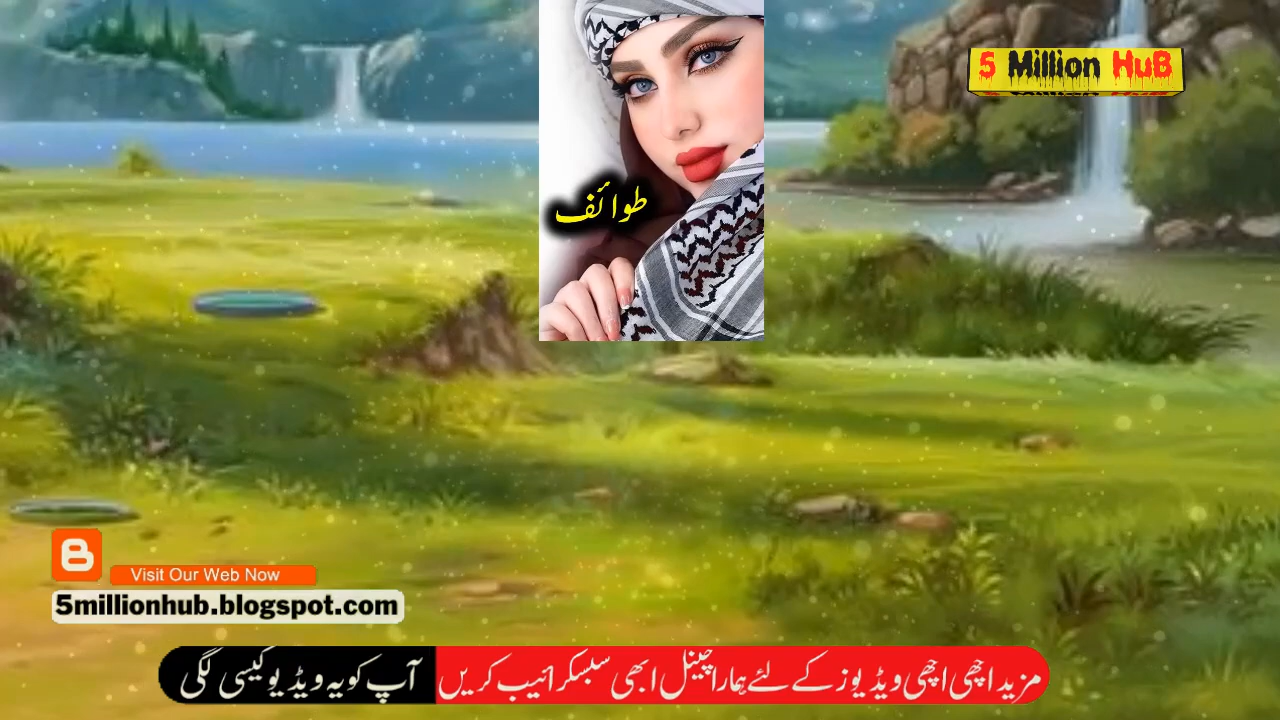 5 Million HuB
طوائف
Visit Our Web Now
5millionhub.blogspot.com
مزید اچھی اچھی ویڈیوز کے لئے ہمارا چینل ابھی سبسکرائیب کریں
آپ کو یہ ویڈیو کیسی لگی